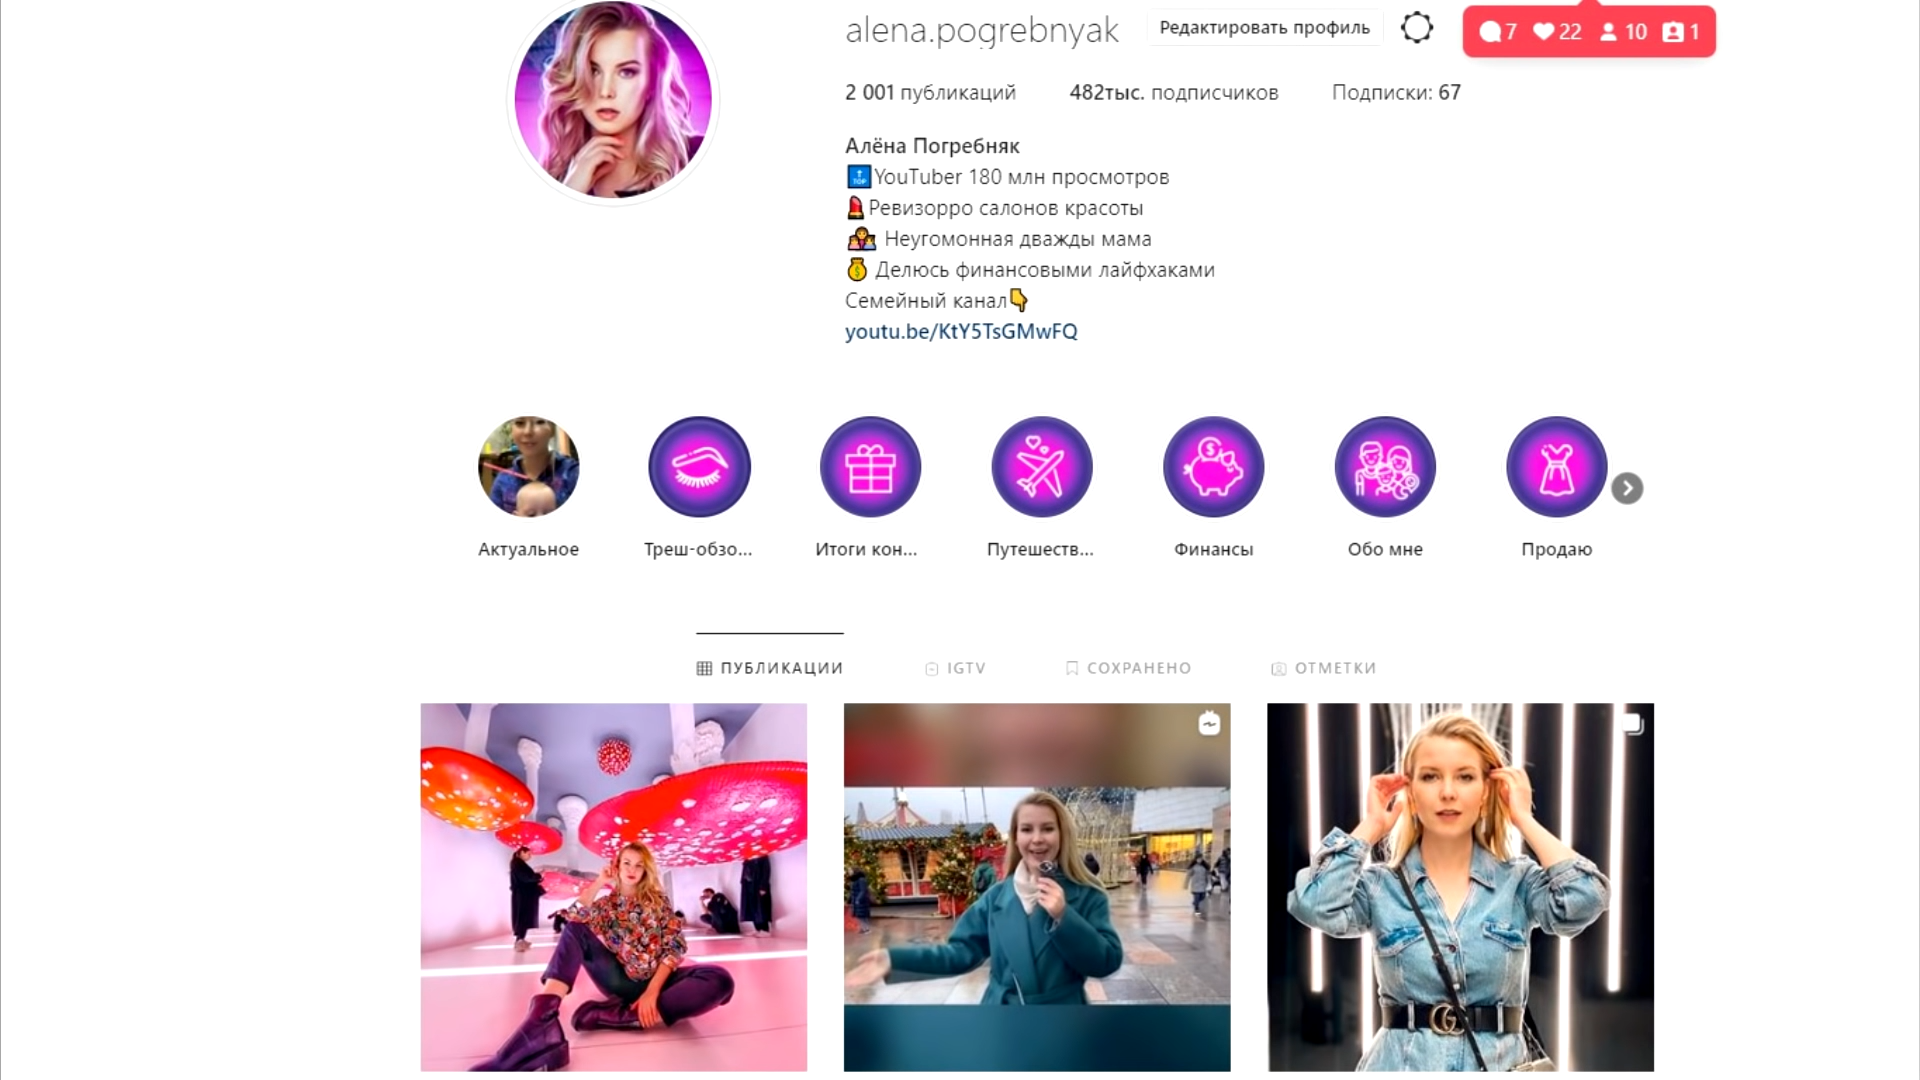 alena.pogrebnyak Редактировать профиль
7 22 10 1
2 001 публикаций 482тыс. подписчиков Подписки: 67
Алёна Погребняк
TOP YouTuber 180 млн просмотров
Ревизорро салонов красоты
Неугомонная дважды мама
Делюсь финансовыми лайфхаками
Семейный канал
youtu.be/KtY5TsGMwFQ
Актуальное Треш-обзо... Итоги кон... Путешеств... Финансы Обо мне Продаю
ПУБЛИКАЦИИ IGTV СОХРАНЕНО ОТМЕТКИ